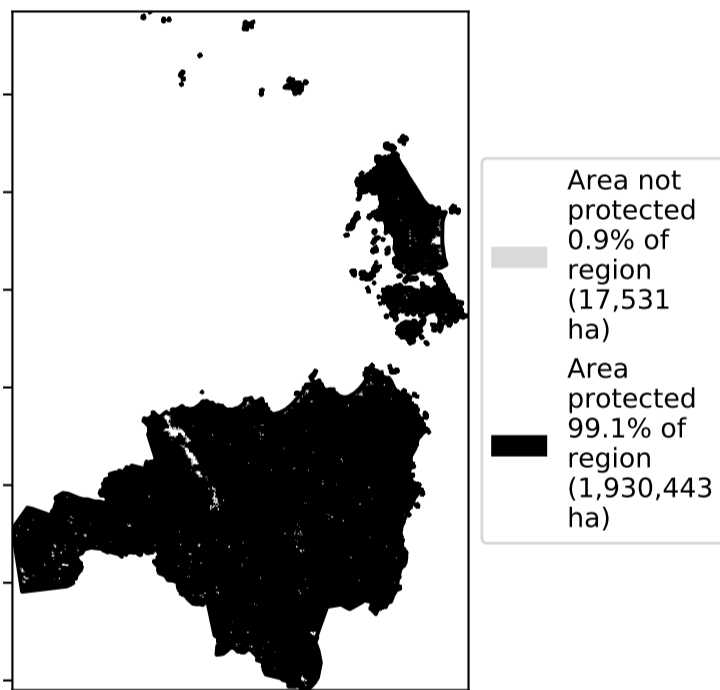 Area not
protected
0.9% of
region
(17,531
ha)
Area
protected
99.1% of
region
(1,930,443
ha)